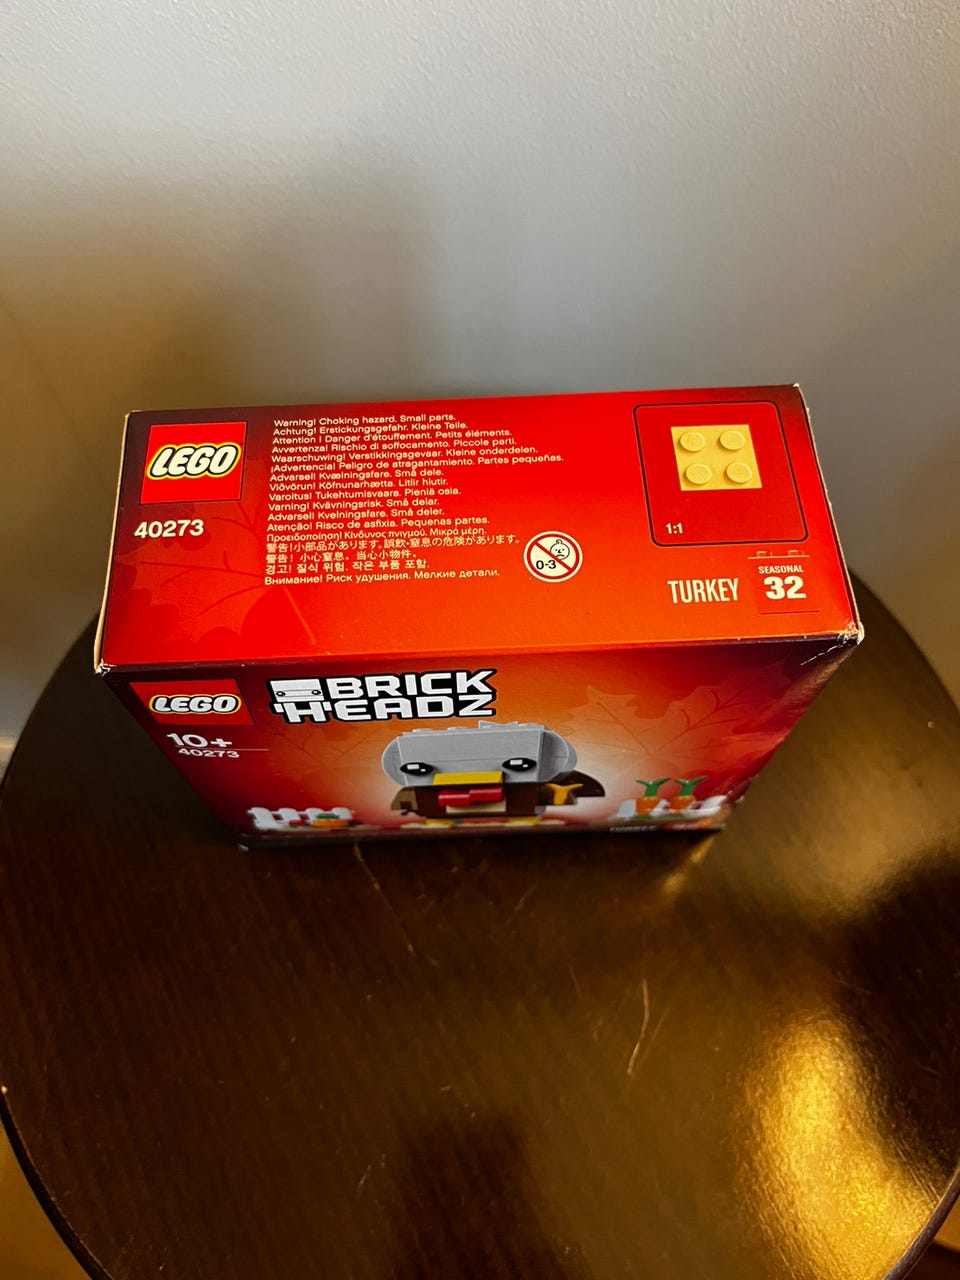 LEGO
40273
Warning! Choking hazard. Small parts.
Achtung! Erstickungsgefahr. Kleine Teile.
Attention ! Danger d'étouffement. Petits éléments.
Avvertenza! Rischio di soffocamento. Piccole parti.
Waarschuwing! Verstikkingsgevaar. Kleine onderdelen.
¡Advertencia! Peligro de atragantamiento. Partes pequeñas.
Advarsel! Kvælningsfare. Små dele.
Viðvörun! Köfnunarhætta. Litlir hlutir.
Varoitus! Tukehtumisvaara. Pieniä osia.
Varning! Kvävningsrisk. Små delar.
Advarsel! Kvelningsfare. Små deler.
Atenção! Risco de asfixia. Pequenas partes.
Προειδοποίηση! Κίνδυνος πνιγμού. Μικρά μέρη.
警告!小部品があります。誤飲・窒息の危険があります。
警告! 小心窒息。当心小物件。
경고! 질식 위험. 작은 부품 포함.
Внимание! Риск удушения. Мелкие детали.
0-3
1:1
TURKEY
SEASONAL
32
LEGO
BRICK
HEADZ
10+
40273
TURKEY